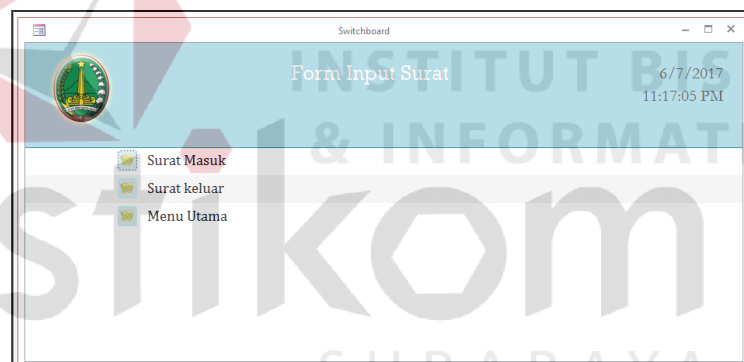 Switchboard
INSTITUT BIS
Form Input Surat
6/7/2017
11:17:05 PM
& INFORMAT
Surat Masuk
Surat keluar
Menu Utama
stikom
SURABAYA